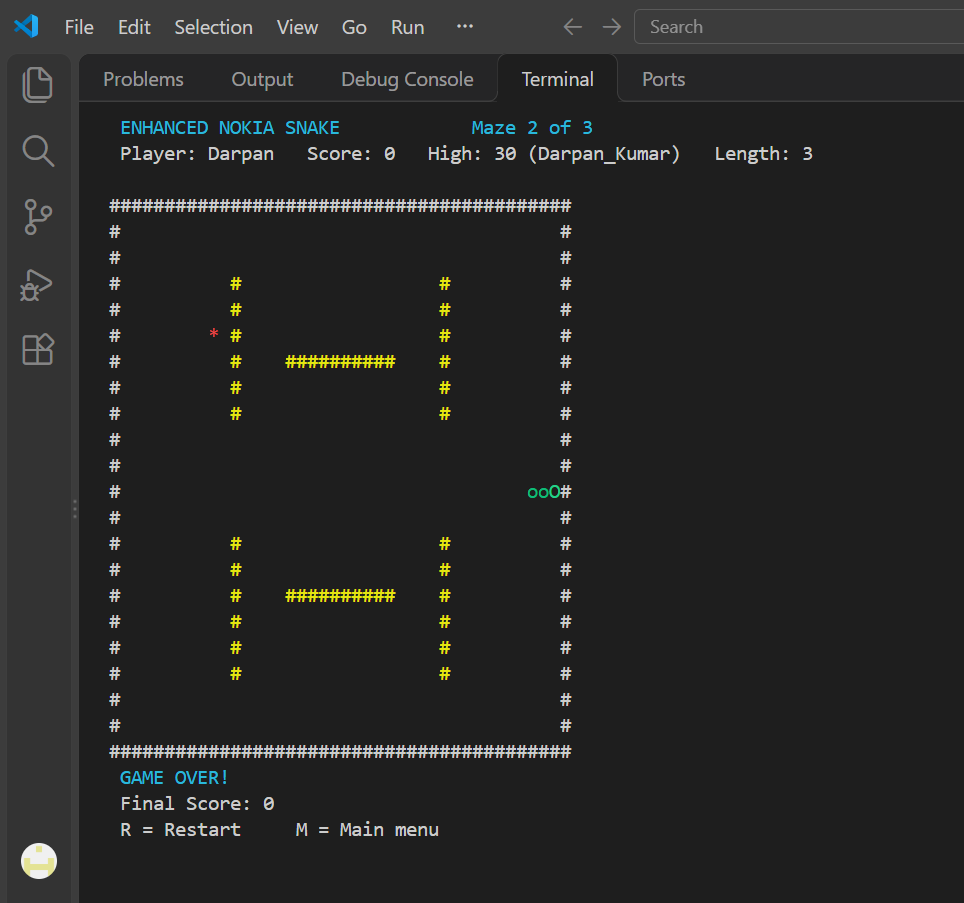 File Edit Selection View Go Run ··· Search
Problems Output Debug Console Terminal Ports
ENHANCED NOKIA SNAKE Maze 2 of 3
Player: Darpan Score: 0 High: 30 (Darpan_Kumar) Length: 3
##########################################
#                                        #
#                                        #
#          #                  #          #
#          #                  #          #
#        * #                  #          #
#          #    ##########    #          #
#          #                  #          #
#          #                  #          #
#                                        #
#                                        #
#                                     ooO#
#                                        #
#          #                  #          #
#          #                  #          #
#          #    ##########    #          #
#          #                  #          #
#          #                  #          #
#          #                  #          #
#                                        #
#                                        #
##########################################
GAME OVER!
Final Score: 0
R = Restart M = Main menu